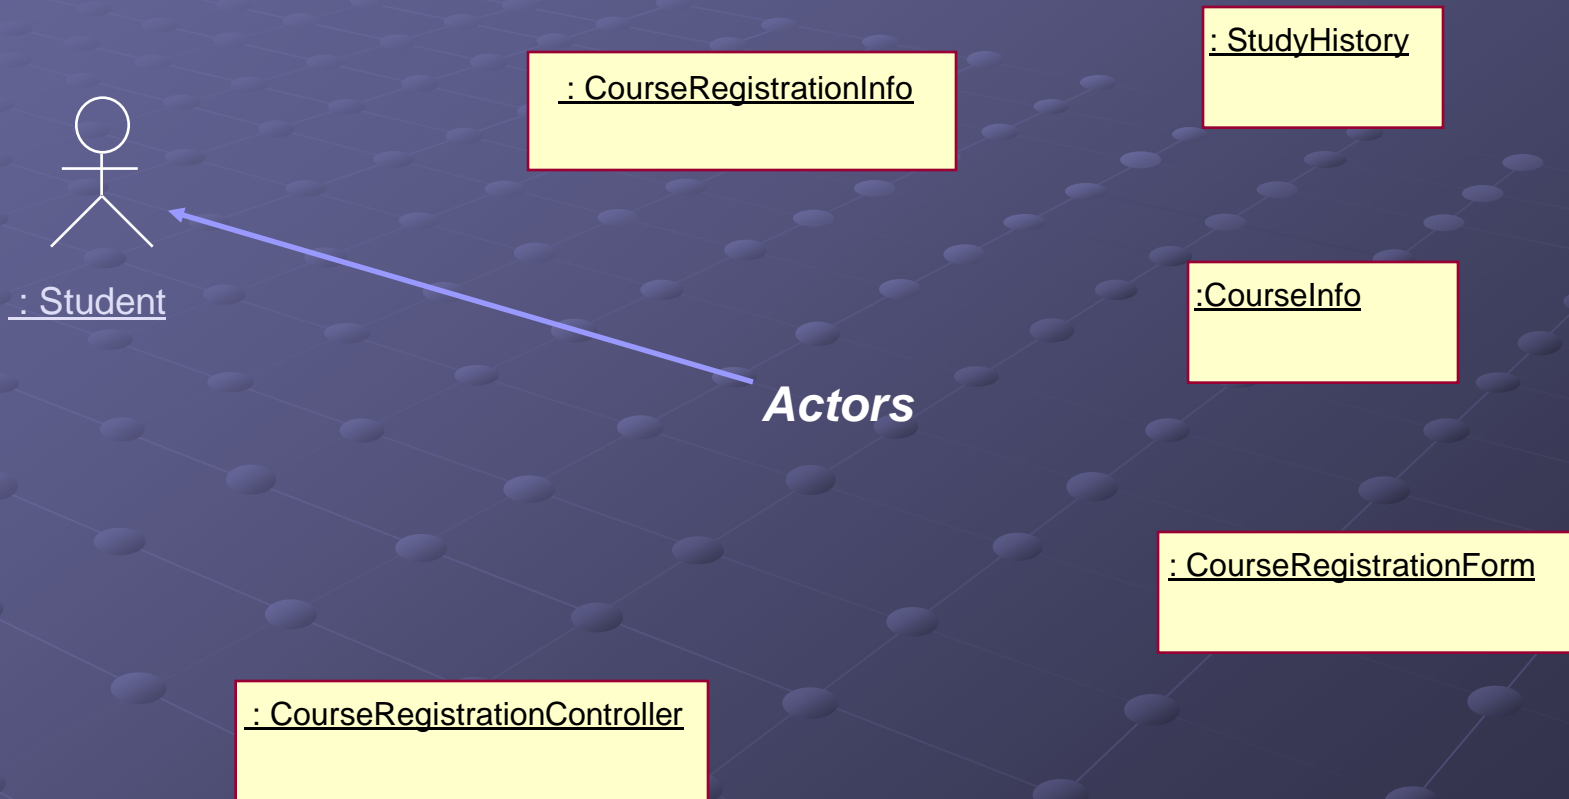 : StudyHistory
: CourseRegistrationInfo
: Student
:CourseInfo
Actors
: CourseRegistrationForm
: CourseRegistrationController